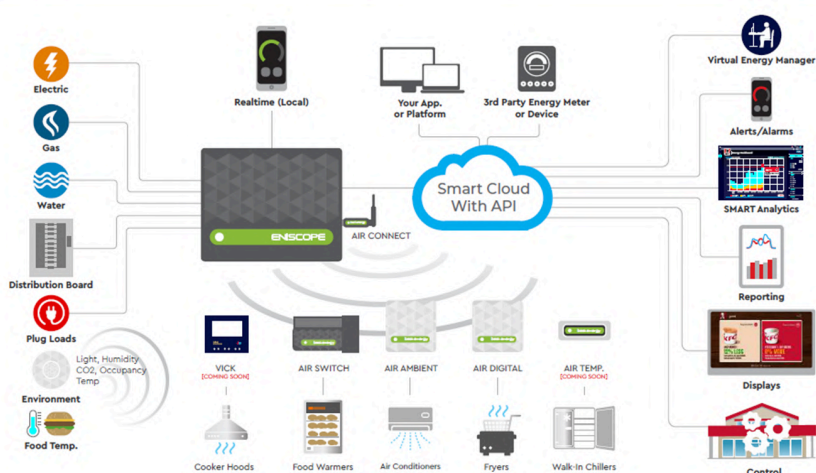 Electric
Gas
Water
Distribution Board
Plug Loads
Light, Humidity
CO2, Occupancy
Temp
Environment
Food Temp.
Realtime (Local)
ENISCOPE
AIR CONNECT
Your App.
or Platform
3rd Party Energy Meter
or Device
Smart Cloud
With API
VICK
[COMING SOON]
AIR SWITCH
AIR AMBIENT
AIR DIGITAL
AIR TEMP.
[COMING SOON]
Cooker Hoods
Food Warmers
Air Conditioners
Fryers
Walk-In Chillers
Virtual Energy Manager
Alerts/Alarms
SMART Analytics
Reporting
KFC
Displays
Control